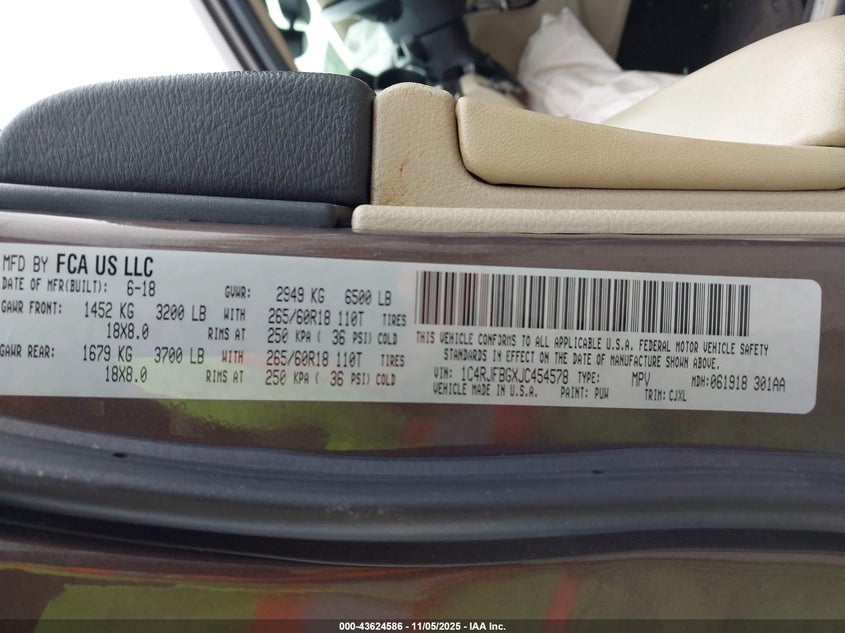 MFD BY FCA US LLC
DATE OF MFR(BUILT): 6-18 GVWR: 2949 KG 6500 LB
GAWR FRONT: 1452 KG 3200 LB WITH 265/60R18 110T TIRES
18X8.0 RIMS AT 250 KPA ( 36 PSI) COLD
GAWR REAR: 1679 KG 3700 LB WITH 265/60R18 110T TIRES
18X8.0 RIMS AT 250 KPA ( 36 PSI) COLD
THIS VEHICLE CONFORMS TO ALL APPLICABLE U.S.A. FEDERAL MOTOR VEHICLE SAFETY
STANDARDS IN EFFECT ON THE DATE OF MANUFACTURE SHOWN ABOVE.
VIN: 1C4RJFBGXJC454578 TYPE: MPV MDH: 061918 301AA
VEHICLE MADE IN U.S.A. PAINT: PUW TRIM: CJXL
000-43624586 - 11/05/2025 - IAA Inc.